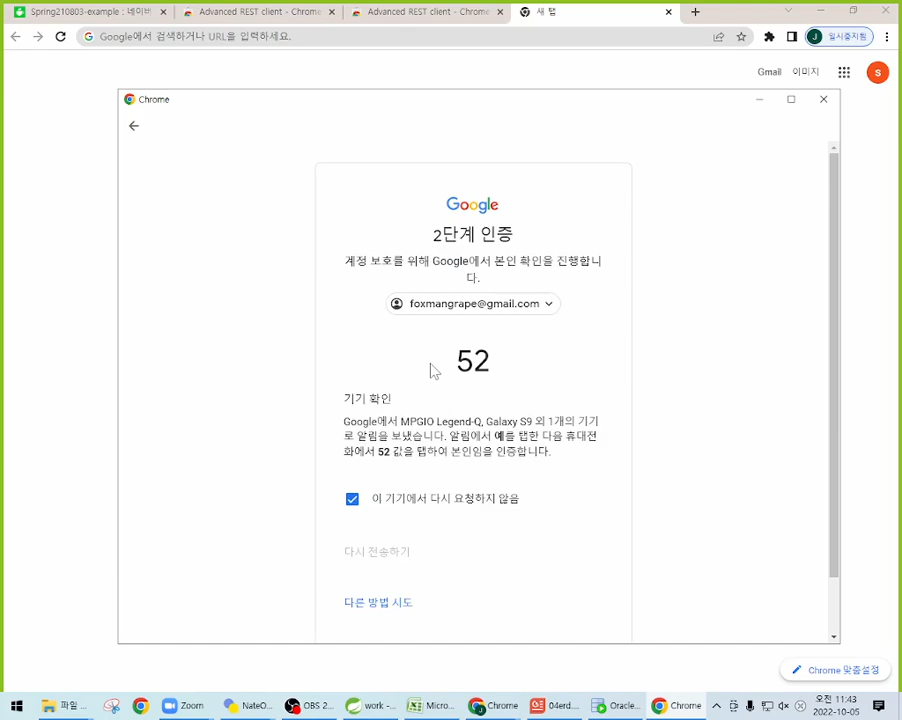 Spring210803-example : 네이버
Advanced REST client - Chrome
Advanced REST client - Chrome
새 탭
Google에서 검색하거나 URL을 입력하세요.
J
일시중지됨
Gmail
이미지
S
Chrome
Google
2단계 인증
계정 보호를 위해 Google에서 본인 확인을 진행합니
다.
foxmangrape@gmail.com
52
기기 확인
Google에서 MPGIO Legend-Q, Galaxy S9 외 1개의 기기
로 알림을 보냈습니다. 알림에서 예를 탭한 다음 휴대전
화에서 52 값을 탭하여 본인임을 인증합니다.
이 기기에서 다시 요청하지 않음
다시 전송하기
다른 방법 시도
Chrome 맞춤설정
파일 ...
Zoom
NateO...
OBS 2...
work -...
Micro...
Chrome
04erd...
Oracle...
Chrome
오전 11:43
2022-10-05